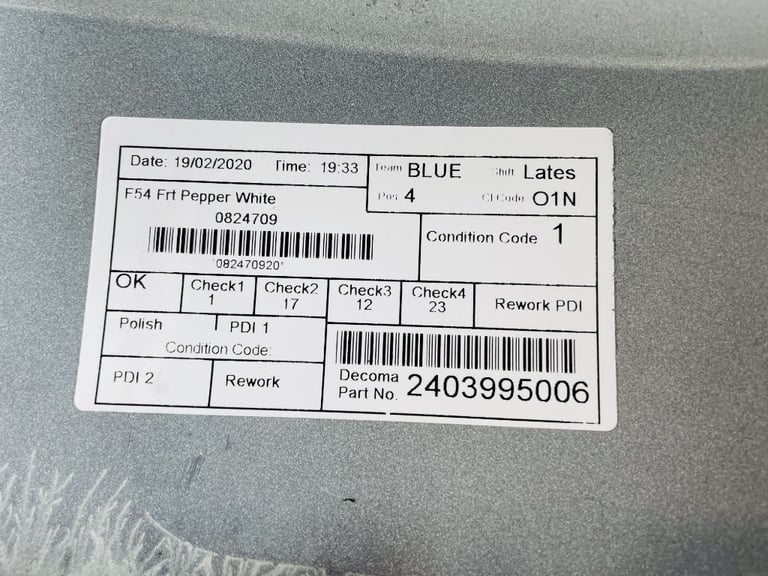 Date: 19/02/2020 Time: 19:33
Team BLUE Shift Lates
Pos 4 CI Code O1N
F54 Frt Pepper White
0824709
*082470920*
Condition Code 1
OK
Check1 1
Check2 17
Check3 12
Check4 23
Rework PDI
Polish PDI 1
Condition Code:
PDI 2 Rework
Decoma Part No. 2403995006